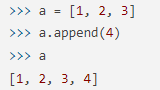 >>> a = [1, 2, 3]
>>> a.append(4)
>>> a
[1, 2, 3, 4]